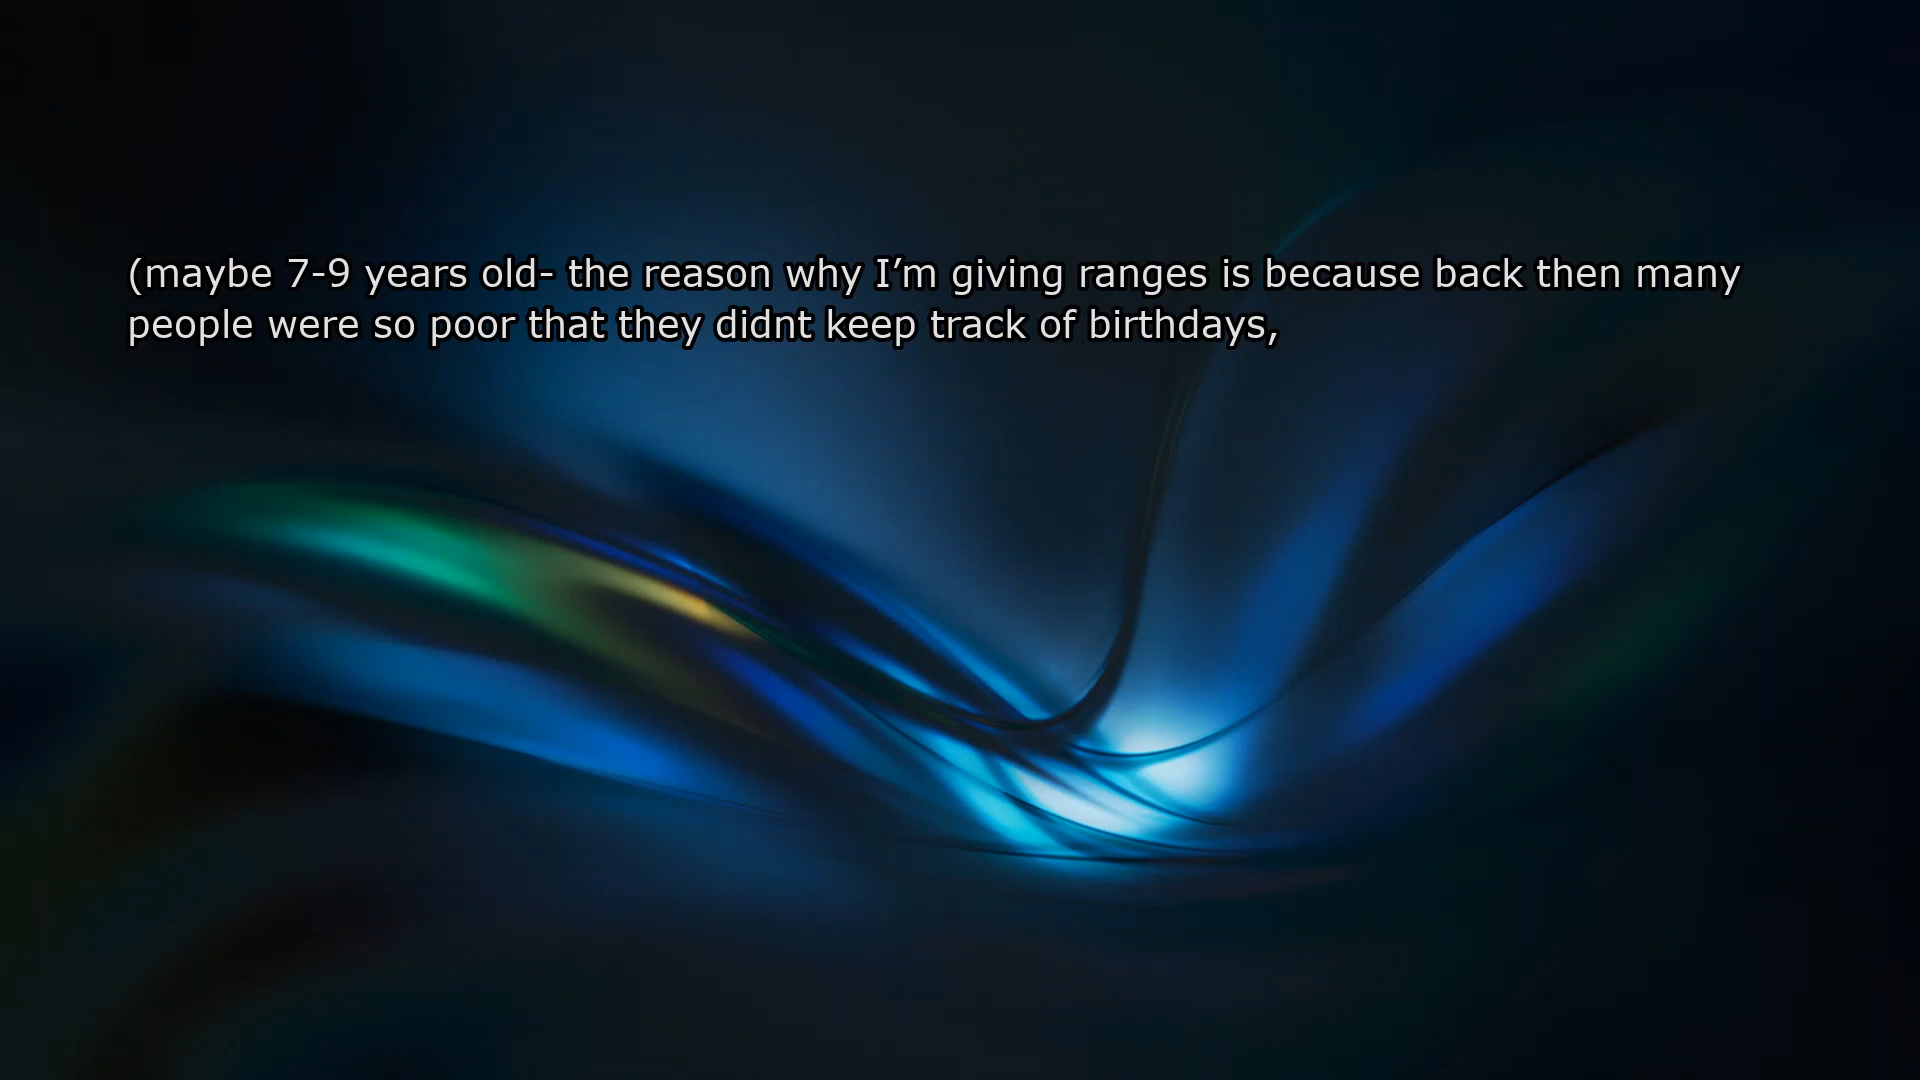 (maybe 7-9 years old- the reason why I’m giving ranges is because back then many
people were so poor that they didnt keep track of birthdays,